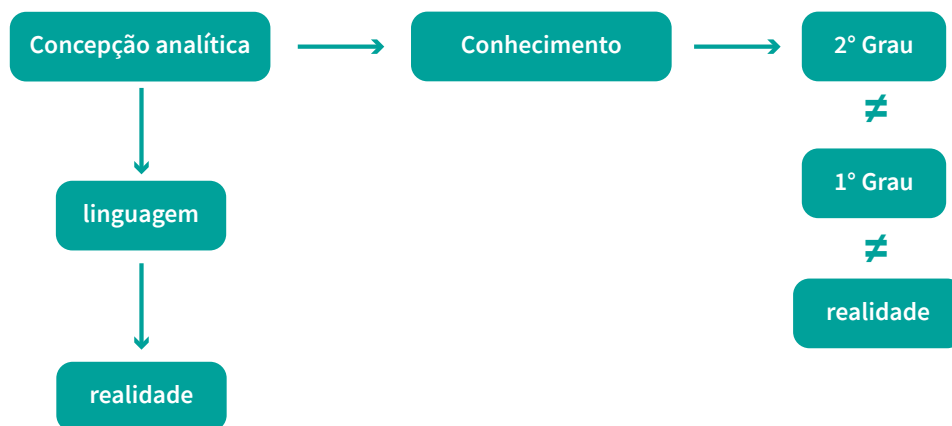 Concepção analítica
Conhecimento
2° Grau
≠
1° Grau
linguagem
≠
realidade
realidade